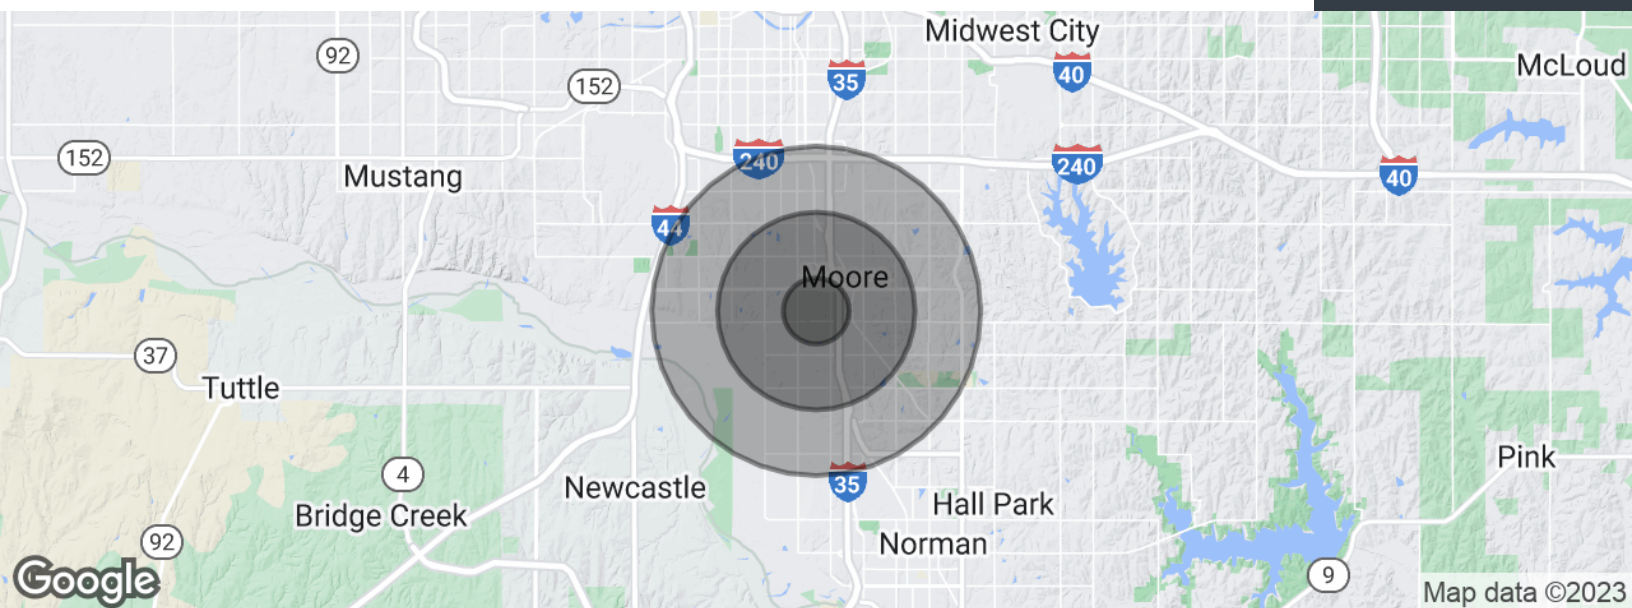 Midwest City
92
40
McLoud
35
152
152
240
240
40
Mustang
44
Moore
37
Tuttle
4
Newcastle
35
Pink
Hall Park
Bridge Creek
92
Norman
9
Google
Map data ©2023